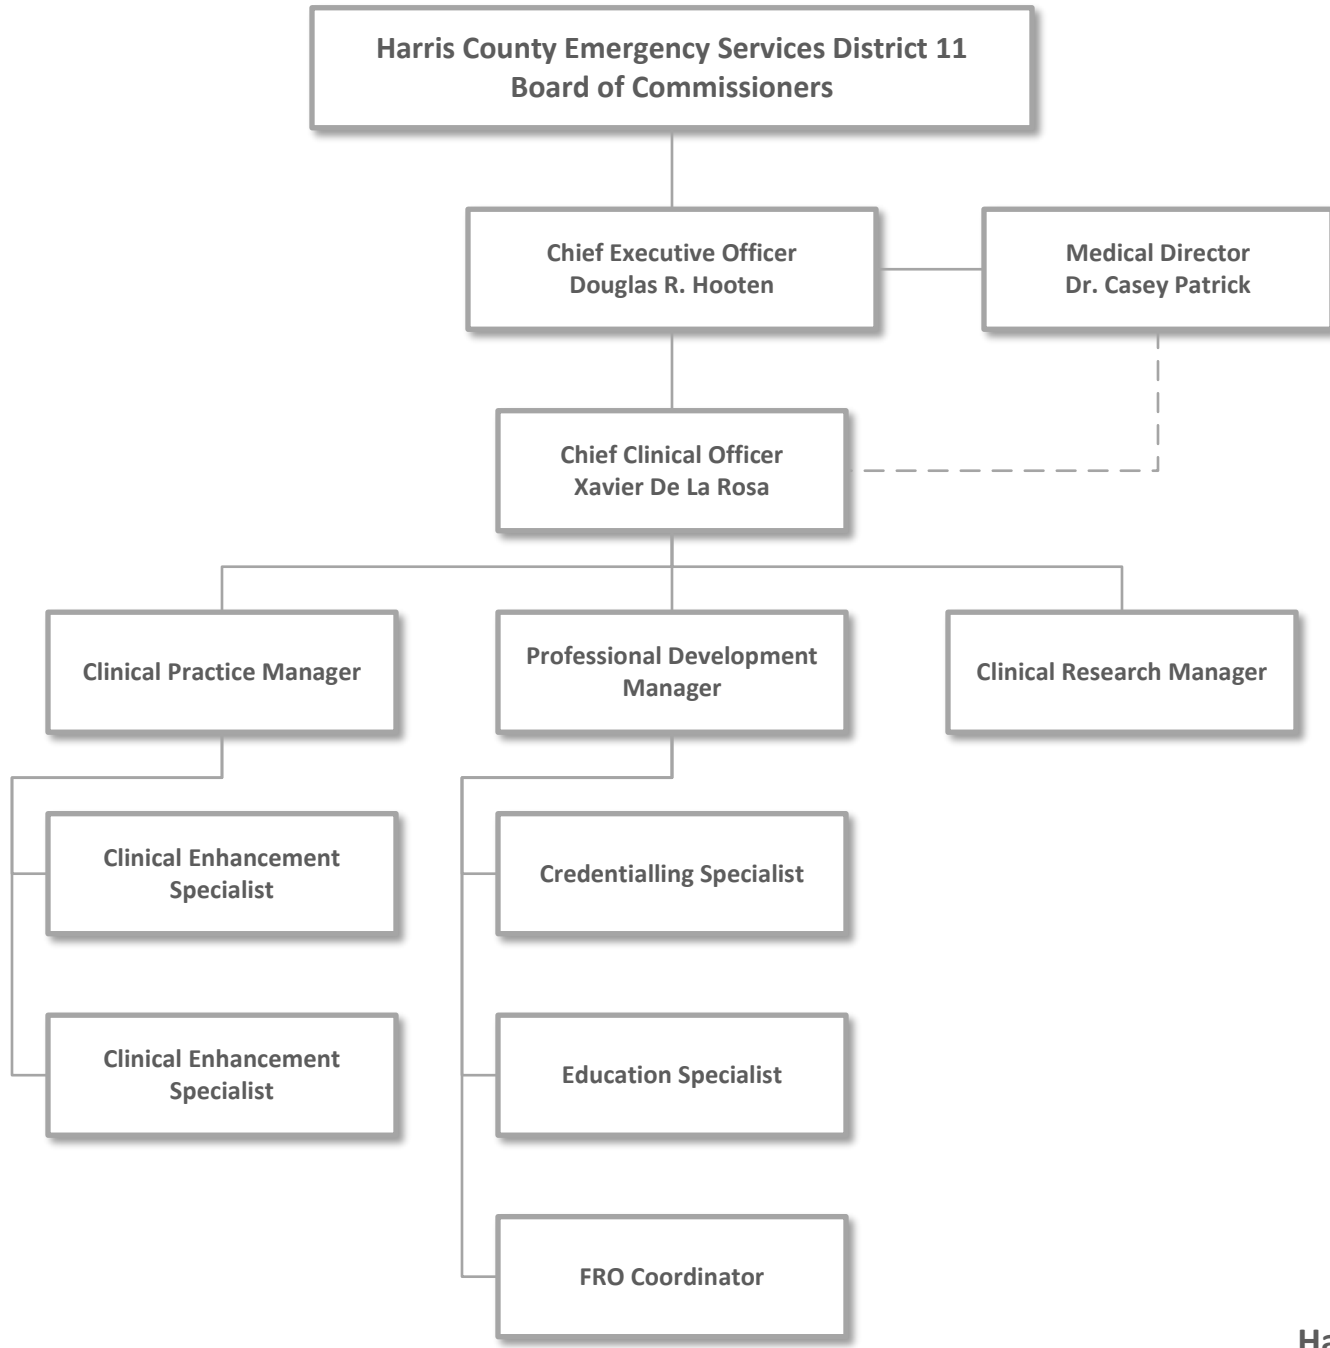 Harris County Emergency Services District 11
Board of Commissioners
Chief Executive Officer
Douglas R. Hooten
Medical Director
Dr. Casey Patrick
Chief Clinical Officer
Xavier De La Rosa
Clinical Practice Manager
Professional Development
Manager
Clinical Research Manager
Clinical Enhancement
Specialist
Credentialling Specialist
Clinical Enhancement
Specialist
Education Specialist
FRO Coordinator
Ha